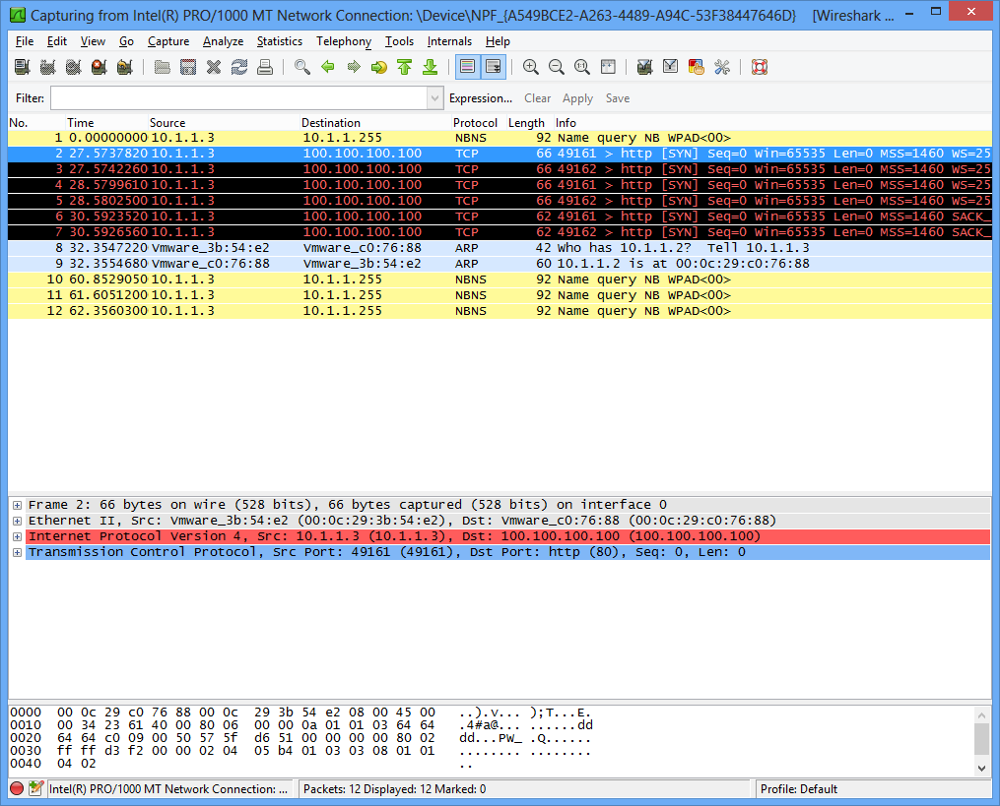 Capturing from Intel(R) PRO/1000 MT Network Connection: \Device\NPF_{A549BCE2-A263-4489-A94C-53F38447646D} [Wireshark ...
File Edit View Go Capture Analyze Statistics Telephony Tools Internals Help
Filter: Expression... Clear Apply Save
No. Time Source Destination Protocol Length Info
1 0.00000000 10.1.1.3 10.1.1.255 NBNS 92 Name query NB WPAD<00>
2 27.5737820 10.1.1.3 100.100.100.100 TCP 66 49161 > http [SYN] Seq=0 Win=65535 Len=0 MSS=1460 WS=25
3 27.5742260 10.1.1.3 100.100.100.100 TCP 66 49162 > http [SYN] Seq=0 Win=65535 Len=0 MSS=1460 WS=25
4 28.5799610 10.1.1.3 100.100.100.100 TCP 66 49161 > http [SYN] Seq=0 Win=65535 Len=0 MSS=1460 WS=25
5 28.5802500 10.1.1.3 100.100.100.100 TCP 66 49162 > http [SYN] Seq=0 Win=65535 Len=0 MSS=1460 WS=25
6 30.5923520 10.1.1.3 100.100.100.100 TCP 62 49161 > http [SYN] Seq=0 Win=65535 Len=0 MSS=1460 SACK_
7 30.5926560 10.1.1.3 100.100.100.100 TCP 62 49162 > http [SYN] Seq=0 Win=65535 Len=0 MSS=1460 SACK_
8 32.3547220 Vmware_3b:54:e2 Vmware_c0:76:88 ARP 42 Who has 10.1.1.2? Tell 10.1.1.3
9 32.3554680 Vmware_c0:76:88 Vmware_3b:54:e2 ARP 60 10.1.1.2 is at 00:0c:29:c0:76:88
10 60.8529050 10.1.1.3 10.1.1.255 NBNS 92 Name query NB WPAD<00>
11 61.6051200 10.1.1.3 10.1.1.255 NBNS 92 Name query NB WPAD<00>
12 62.3560300 10.1.1.3 10.1.1.255 NBNS 92 Name query NB WPAD<00>
Frame 2: 66 bytes on wire (528 bits), 66 bytes captured (528 bits) on interface 0
Ethernet II, Src: Vmware_3b:54:e2 (00:0c:29:3b:54:e2), Dst: Vmware_c0:76:88 (00:0c:29:c0:76:88)
Internet Protocol Version 4, Src: 10.1.1.3 (10.1.1.3), Dst: 100.100.100.100 (100.100.100.100)
Transmission Control Protocol, Src Port: 49161 (49161), Dst Port: http (80), Seq: 0, Len: 0
0000 00 0c 29 c0 76 88 00 0c 29 3b 54 e2 08 00 45 00 ..).v... );T...E.
0010 00 34 23 61 40 00 80 06 00 00 0a 01 01 03 64 64 .4#a@... ......dd
0020 64 64 c0 09 00 50 57 5f d6 51 00 00 00 00 80 02 dd...PW_ .Q......
0030 ff ff d3 f2 00 00 02 04 05 b4 01 03 03 08 01 01 ........ ........
0040 04 02 ..
Intel(R) PRO/1000 MT Network Connection: ... Packets: 12 Displayed: 12 Marked: 0 Profile: Default